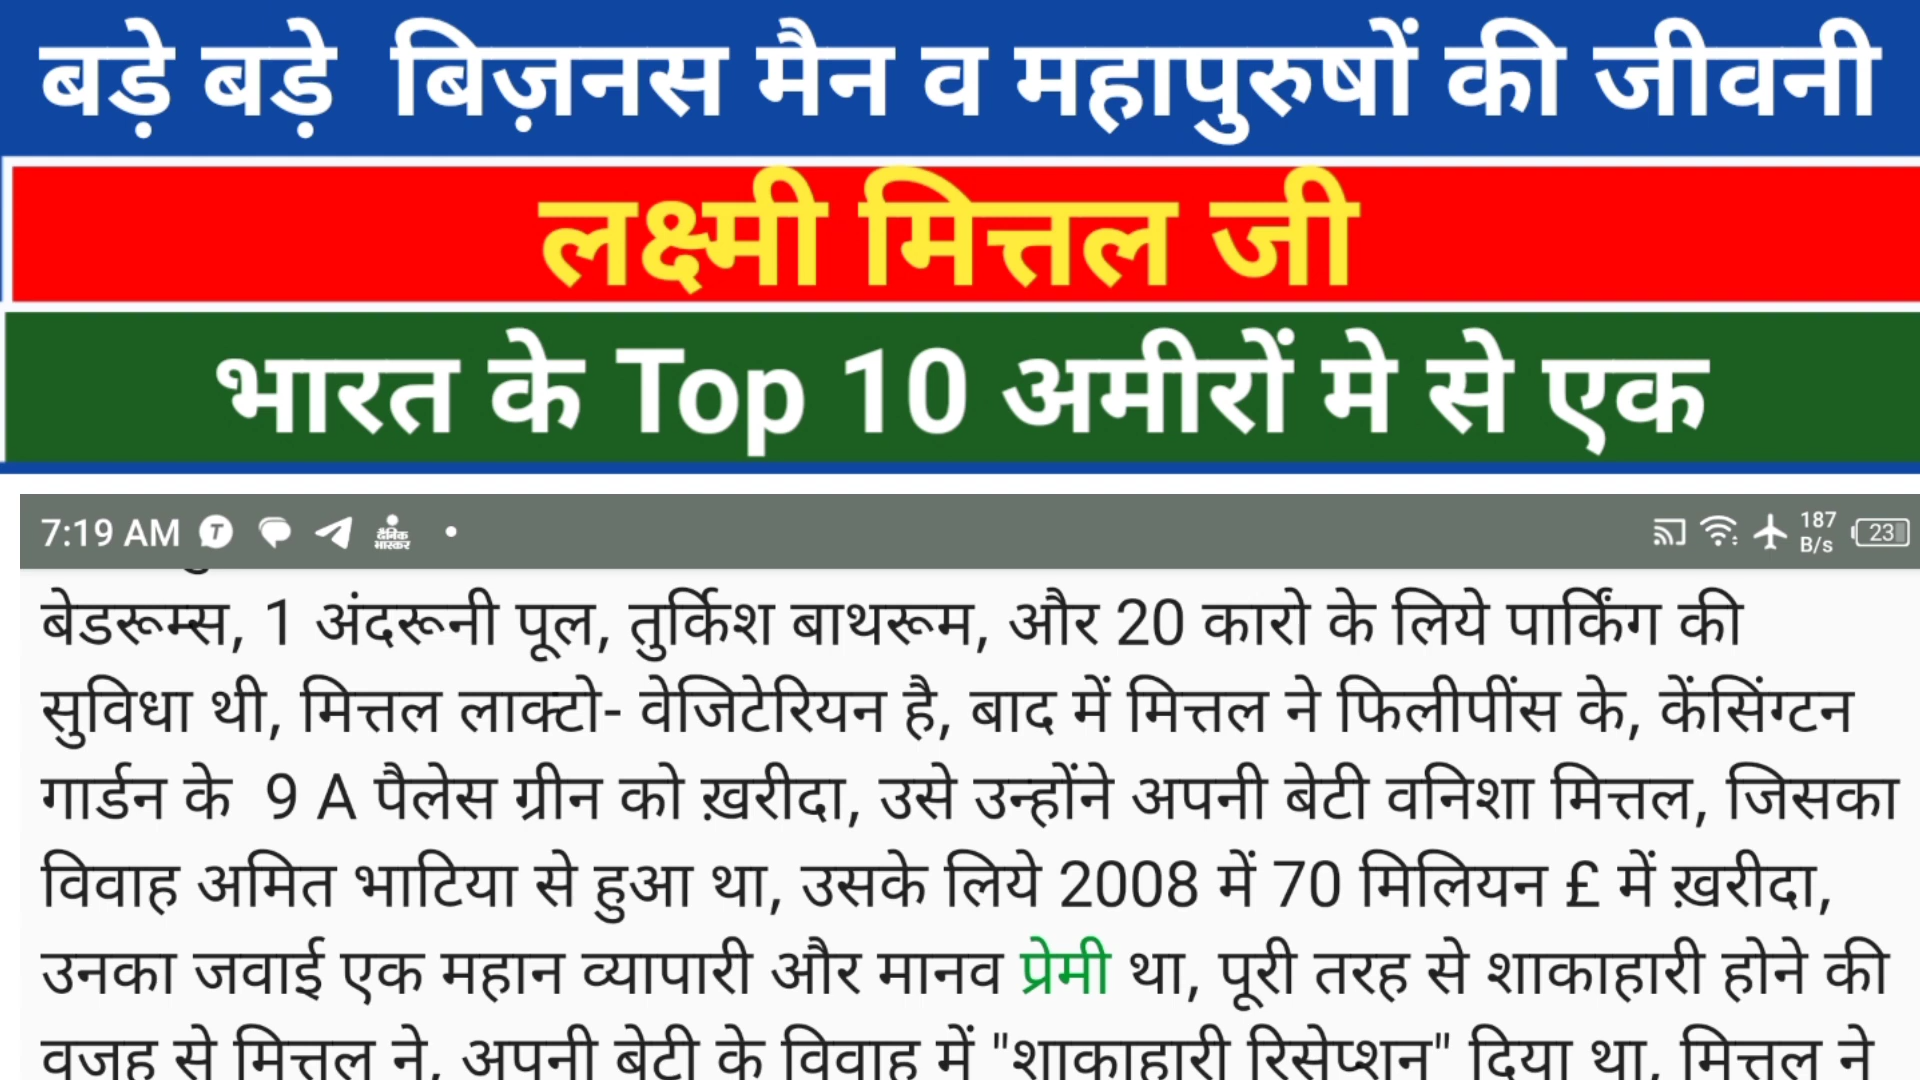 बड़े बड़े बिज़नस मैन व महापुरुषों की जीवनी
लक्ष्मी मित्तल जी
भारत के Top 10 अमीरों मे से एक
7:19 AM T दैनिक भास्कर 187 B/s 23
बेडरूम्स, 1 अंदरूनी पूल, तुर्किश बाथरूम, और 20 कारो के लिये पार्किंग की
सुविधा थी, मित्तल लाक्टो- वेजिटेरियन है, बाद में मित्तल ने फिलीपींस के, केंसिंग्टन
गार्डन के 9 A पैलेस ग्रीन को ख़रीदा, उसे उन्होंने अपनी बेटी वनिशा मित्तल, जिसका
विवाह अमित भाटिया से हुआ था, उसके लिये 2008 में 70 मिलियन £ में ख़रीदा,
उनका जवाई एक महान व्यापारी और मानव प्रेमी था, पूरी तरह से शाकाहारी होने की
वजह से मित्तल ने, अपनी बेटी के विवाह में "शाकाहारी रिसेप्शन" दिया था, मित्तल ने